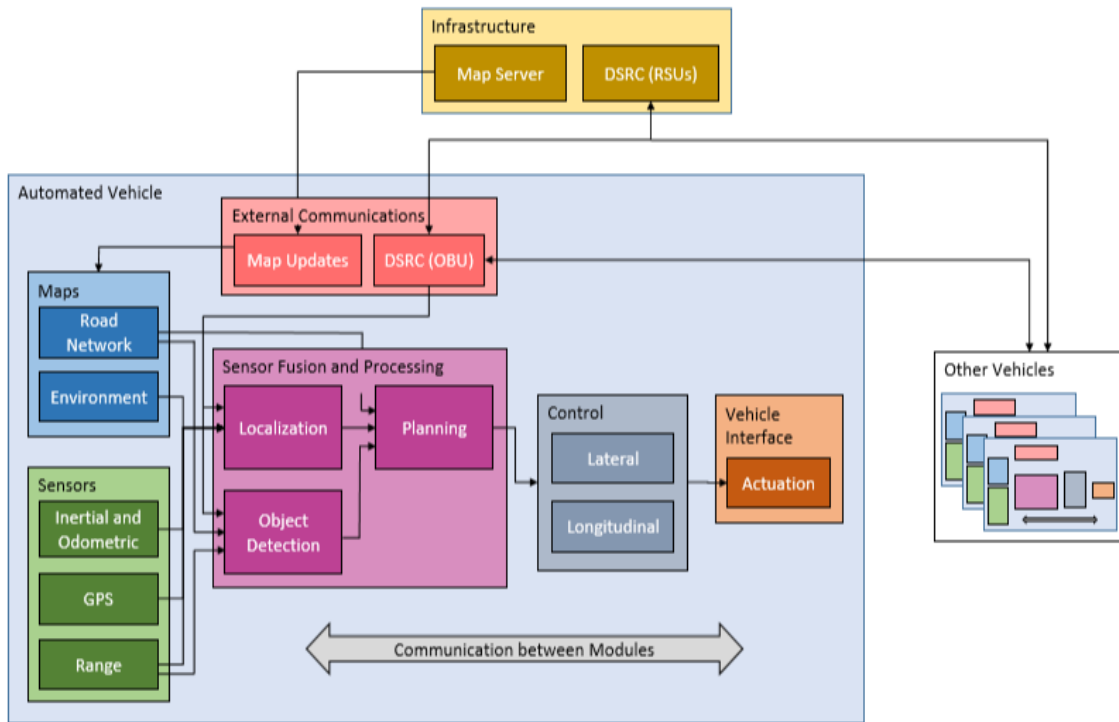 Infrastructure
Map Server
DSRC (RSUs)
Automated Vehicle
External Communications
Map Updates
DSRC (OBU)
Maps
Road
Network
Environment
Sensor Fusion and Processing
Localization
Planning
Object
Detection
Sensors
Inertial and
Odometric
GPS
Range
Control
Lateral
Longitudinal
Vehicle
Interface
Actuation
Other Vehicles
Communication between Modules